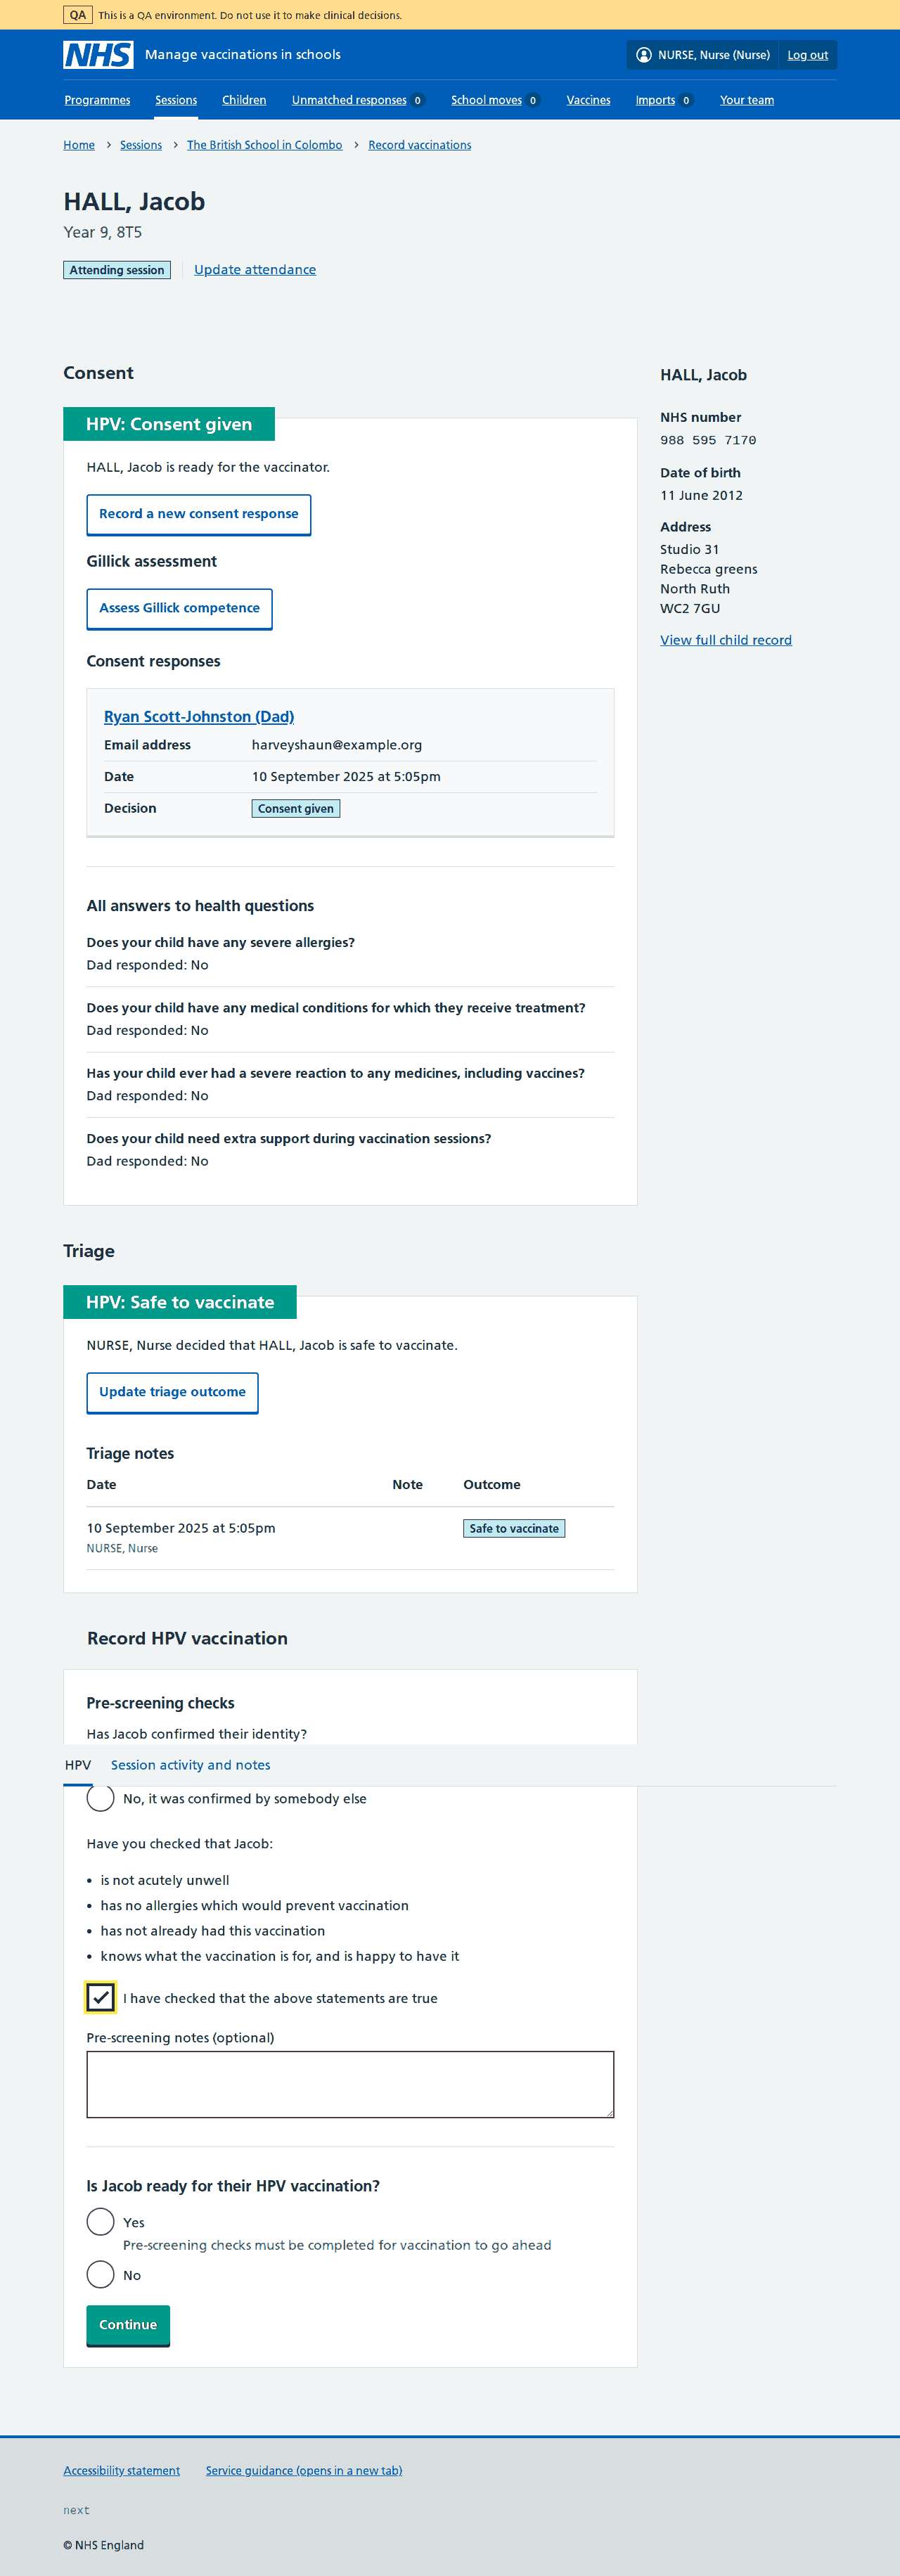 QA This is a QA environment. Do not use it to make clinical decisions.
NHS Manage vaccinations in schools NURSE, Nurse (Nurse) Log out
Programmes Sessions Children Unmatched responses 0 School moves 0 Vaccines Imports 0 Your team
Home > Sessions > The British School in Colombo > Record vaccinations
HALL, Jacob
Year 9, 8T5
Attending session Update attendance
Consent
HPV: Consent given
HALL, Jacob is ready for the vaccinator.
Record a new consent response
Gillick assessment
Assess Gillick competence
Consent responses
Ryan Scott-Johnston (Dad)
Email address harveyshaun@example.org
Date 10 September 2025 at 5:05pm
Decision Consent given
All answers to health questions
Does your child have any severe allergies?
Dad responded: No
Does your child have any medical conditions for which they receive treatment?
Dad responded: No
Has your child ever had a severe reaction to any medicines, including vaccines?
Dad responded: No
Does your child need extra support during vaccination sessions?
Dad responded: No
HALL, Jacob
NHS number
988 595 7170
Date of birth
11 June 2012
Address
Studio 31
Rebecca greens
North Ruth
WC2 7GU
View full child record
Triage
HPV: Safe to vaccinate
NURSE, Nurse decided that HALL, Jacob is safe to vaccinate.
Update triage outcome
Triage notes
Date Note Outcome
10 September 2025 at 5:05pm Safe to vaccinate
NURSE, Nurse
Record HPV vaccination
Pre-screening checks
Has Jacob confirmed their identity?
HPV Session activity and notes
No, it was confirmed by somebody else
Have you checked that Jacob:
• is not acutely unwell
• has no allergies which would prevent vaccination
• has not already had this vaccination
• knows what the vaccination is for, and is happy to have it
I have checked that the above statements are true
Pre-screening notes (optional)
Is Jacob ready for their HPV vaccination?
Yes
Pre-screening checks must be completed for vaccination to go ahead
No
Continue
Accessibility statement Service guidance (opens in a new tab)
next
© NHS England